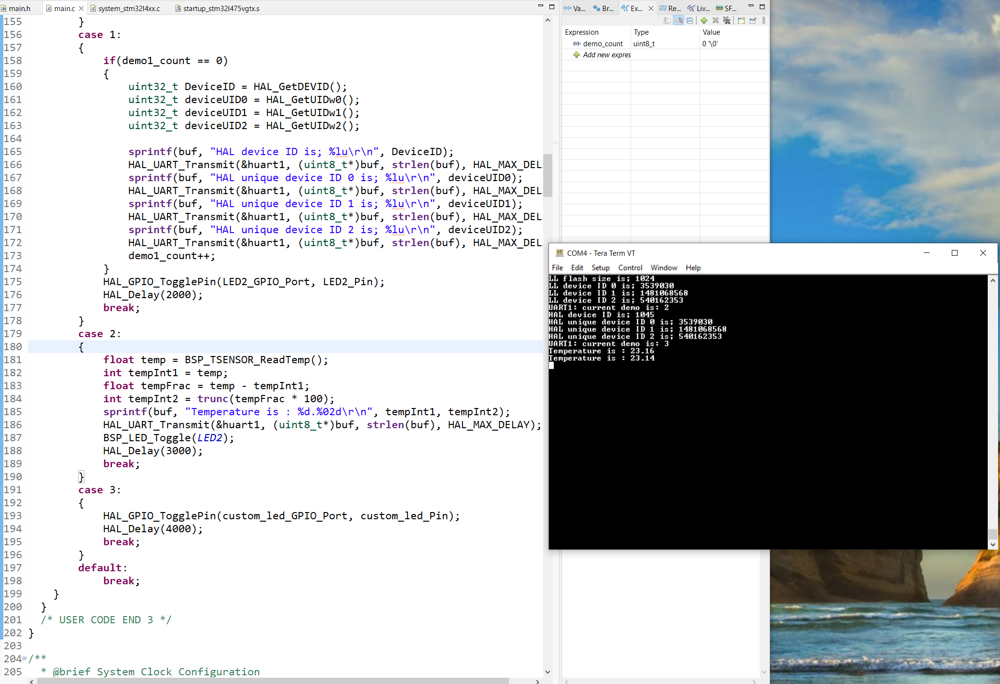 main.h main.c system_stm32l4xx.c startup_stm32l475vgtx.s
155 }
156 case 1:
157 {
158 if(demo1_count == 0)
159 {
160 uint32_t DeviceID = HAL_GetDEVID();
161 uint32_t deviceUID0 = HAL_GetUIDw0();
162 uint32_t deviceUID1 = HAL_GetUIDw1();
163 uint32_t deviceUID2 = HAL_GetUIDw2();
164
165 sprintf(buf, "HAL device ID is; %lu\r\n", DeviceID);
166 HAL_UART_Transmit(&huart1, (uint8_t*)buf, strlen(buf), HAL_MAX_DEL
167 sprintf(buf, "HAL unique device ID 0 is; %lu\r\n", deviceUID0);
168 HAL_UART_Transmit(&huart1, (uint8_t*)buf, strlen(buf), HAL_MAX_DEL
169 sprintf(buf, "HAL unique device ID 1 is; %lu\r\n", deviceUID1);
170 HAL_UART_Transmit(&huart1, (uint8_t*)buf, strlen(buf), HAL_MAX_DEL
171 sprintf(buf, "HAL unique device ID 2 is; %lu\r\n", deviceUID2);
172 HAL_UART_Transmit(&huart1, (uint8_t*)buf, strlen(buf), HAL_MAX_DEL
173 demo1_count++;
174 }
175 HAL_GPIO_TogglePin(LED2_GPIO_Port, LED2_Pin);
176 HAL_Delay(2000);
177 break;
178 }
179 case 2:
180 {
181 float temp = BSP_TSENSOR_ReadTemp();
182 int tempInt1 = temp;
183 float tempFrac = temp - tempInt1;
184 int tempInt2 = trunc(tempFrac * 100);
185 sprintf(buf, "Temperature is : %d.%02d\r\n", tempInt1, tempInt2);
186 HAL_UART_Transmit(&huart1, (uint8_t*)buf, strlen(buf), HAL_MAX_DELAY);
187 BSP_LED_Toggle(LED2);
188 HAL_Delay(3000);
189 break;
190 }
191 case 3:
192 {
193 HAL_GPIO_TogglePin(custom_led_GPIO_Port, custom_led_Pin);
194 HAL_Delay(4000);
195 break;
196 }
197 default:
198 break;
199 }
200 }
201 /* USER CODE END 3 */
202 }
203
204 /**
205 * @brief System Clock Configuration
(x)= Va... Br... Ex... Re... Liv... SF...
Expression Type Value
(x)= demo_count uint8_t 0 '\0'
Add new expres
COM4 - Tera Term VT
File Edit Setup Control Window Help
LL flash size is; 1024
LL device ID 0 is; 3539030
LL device ID 1 is; 1481068568
LL device ID 2 is; 540162353
UART1: current demo is: 2
HAL device ID is; 1045
HAL unique device ID 0 is; 3539030
HAL unique device ID 1 is; 1481068568
HAL unique device ID 2 is; 540162353
UART1: current demo is: 3
Temperature is : 23.16
Temperature is : 23.14